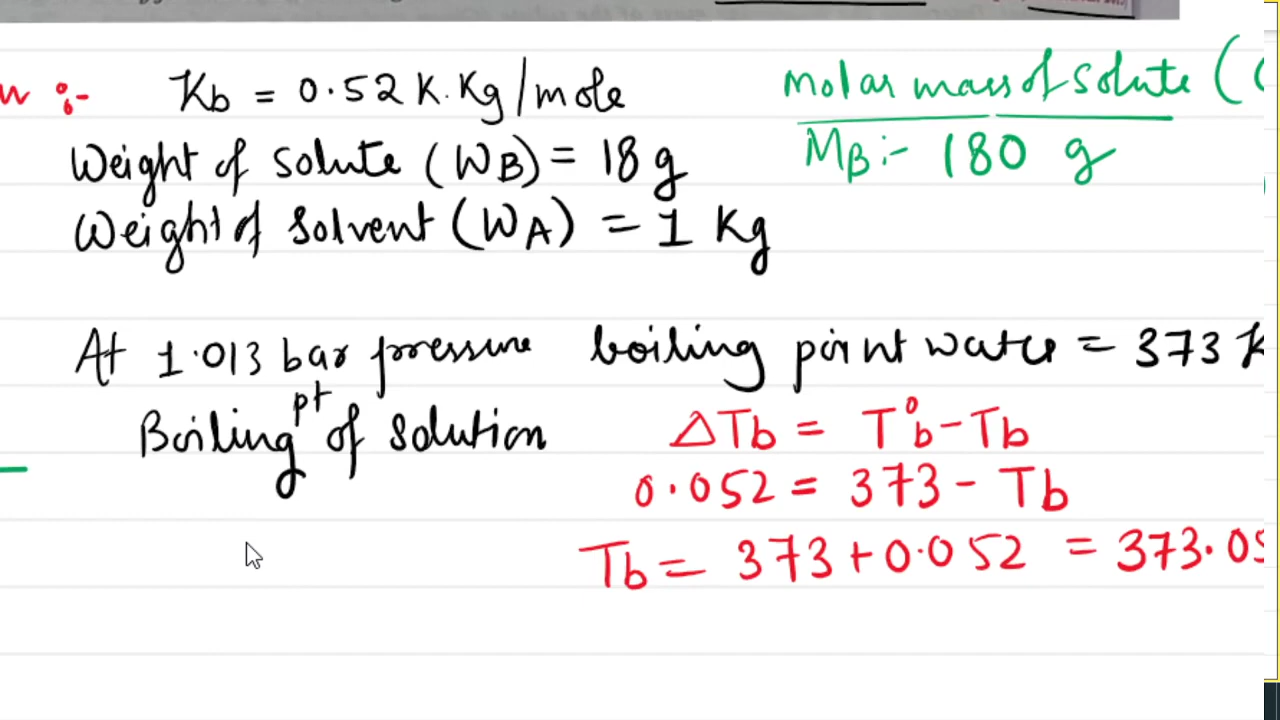 :- Kb = 0.52 K.Kg/mole
molar mass of solute (
Weight of solute (WB) = 18 g
MB :- 180 g
Weight of solvent (WA) = 1 Kg
At 1.013 bar pressure boiling point water = 373 K
Boiling pt of solution
ΔTb = T°b - Tb
0.052 = 373 - Tb
Tb = 373 + 0.052 = 373.05